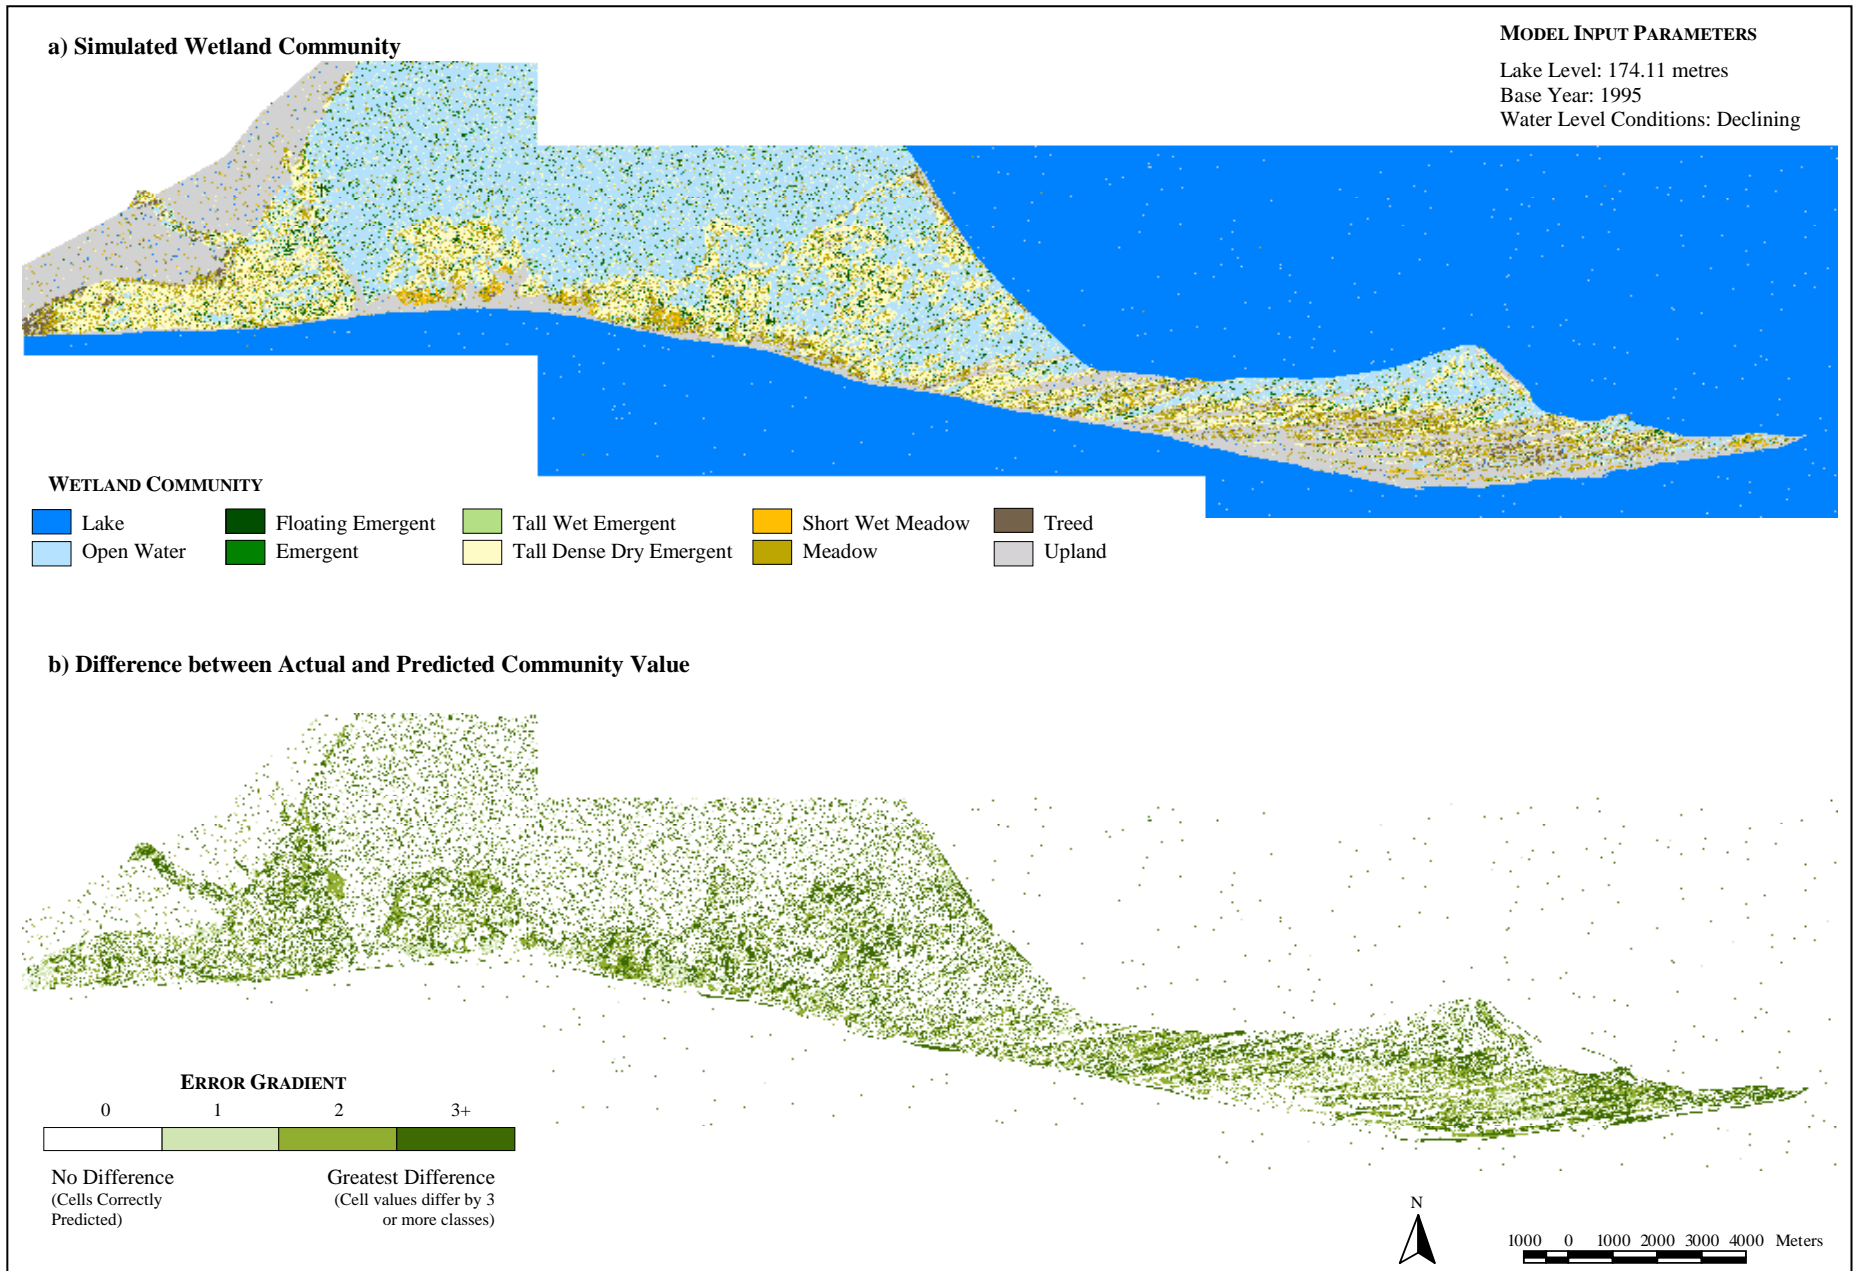 a) Simulated Wetland Community
MODEL INPUT PARAMETERS
Lake Level: 174.11 metres
Base Year: 1995
Water Level Conditions: Declining
WETLAND COMMUNITY
Lake
Floating Emergent
Tall Wet Emergent
Short Wet Meadow
Treed
Open Water
Emergent
Tall Dense Dry Emergent
Meadow
Upland
b) Difference between Actual and Predicted Community Value
ERROR GRADIENT
0 1 2 3+
No Difference
(Cells Correctly
Predicted)
Greatest Difference
(Cell values differ by 3
or more classes)
N
1000 0 1000 2000 3000 4000 Meters